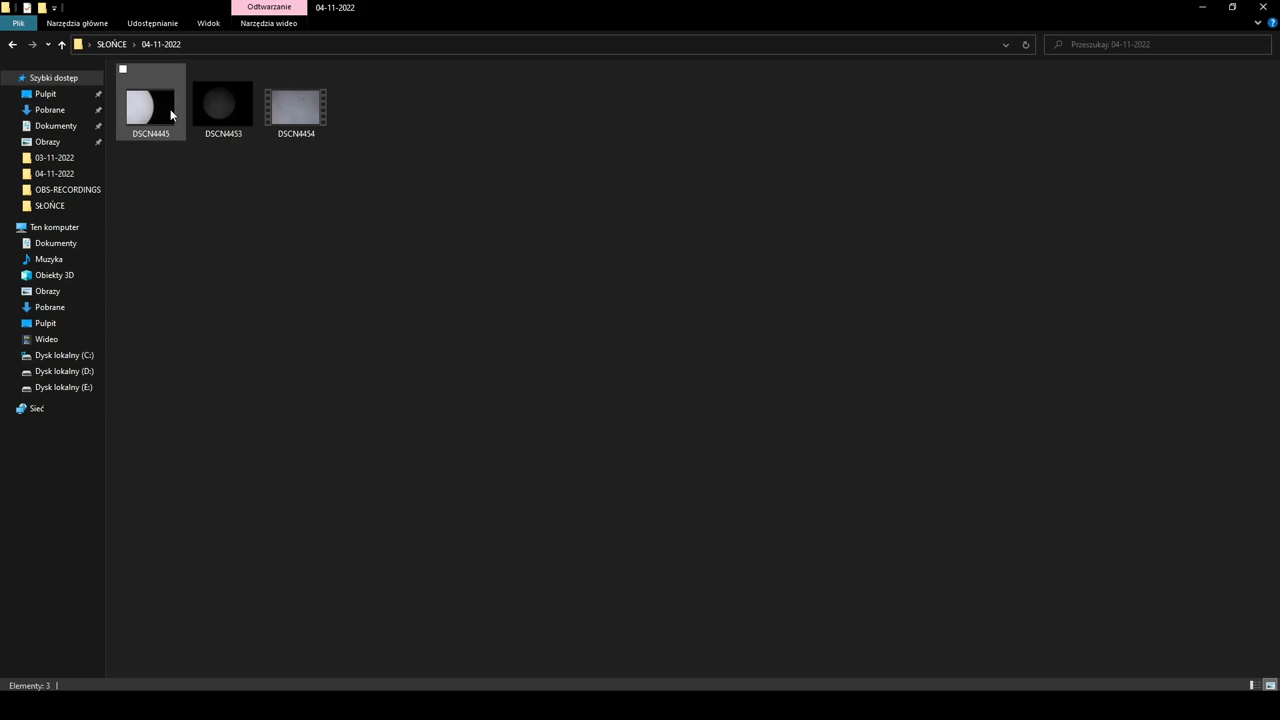 Odtwarzanie
04-11-2022
Plik
Narzędzia główne
Udostępnianie
Widok
Narzędzia wideo
SŁOŃCE
04-11-2022
Przeszukaj: 04-11-2022
Szybki dostęp
Pulpit
Pobrane
Dokumenty
Obrazy
03-11-2022
04-11-2022
OBS-RECORDINGS
SŁOŃCE
Ten komputer
Dokumenty
Muzyka
Obiekty 3D
Obrazy
Pobrane
Pulpit
Wideo
Dysk lokalny (C:)
Dysk lokalny (D:)
Dysk lokalny (E:)
Sieć
DSCN4445
DSCN4453
DSCN4454
Elementy: 3